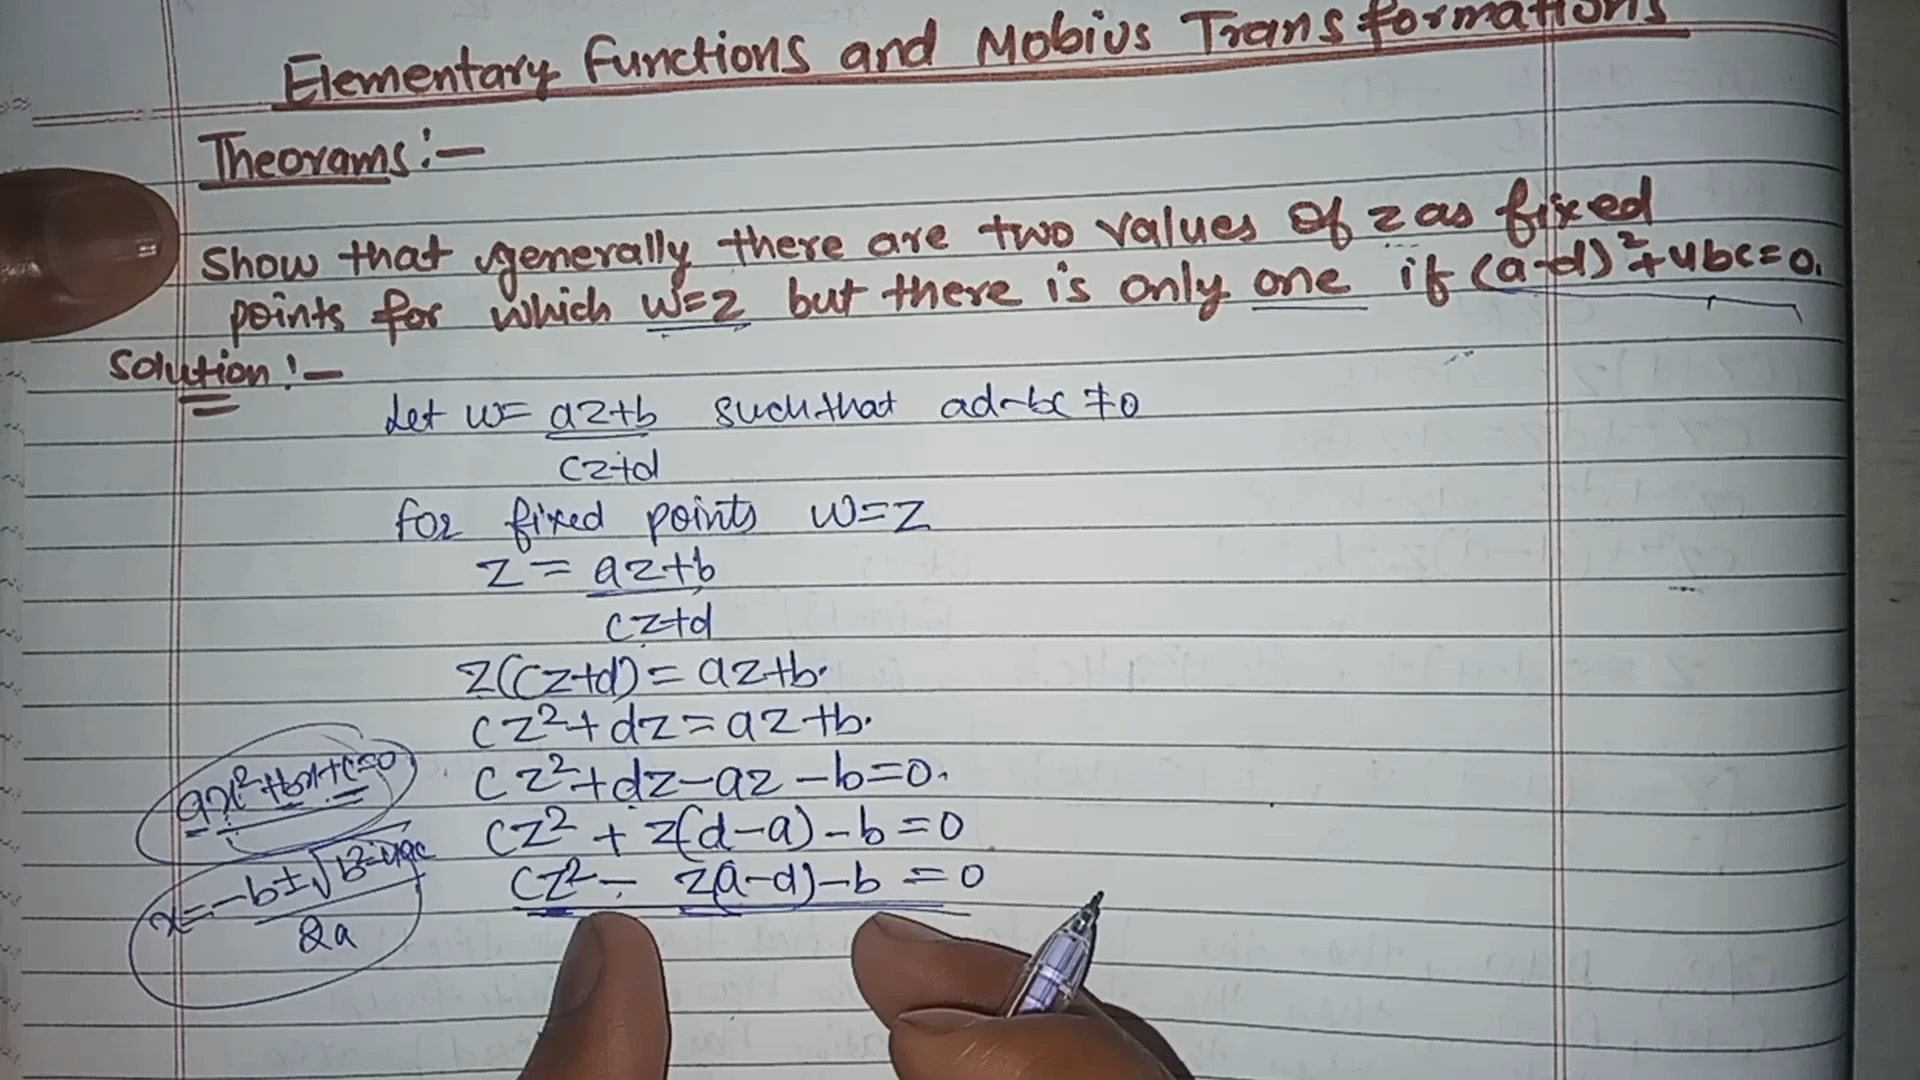 Elementary Functions and Mobius Transformations
Theorams:-
Show that generally there are two values of z as fixed
points for which w=z but there is only one if (a-d)²+4bc=0.
Solution:-
Let w= az+b such that ad-bc ≠0
cz+d
for fixed points w=z
z = az+b
cz+d
z(cz+d)= az+b.
cz²+dz=az+b.
cz²+dz-az-b=0.
cz² + z(d-a)-b=0
cz²- z(a-d)-b =0
ax²+bx+c=0
x=-b±√b²-4ac
2a